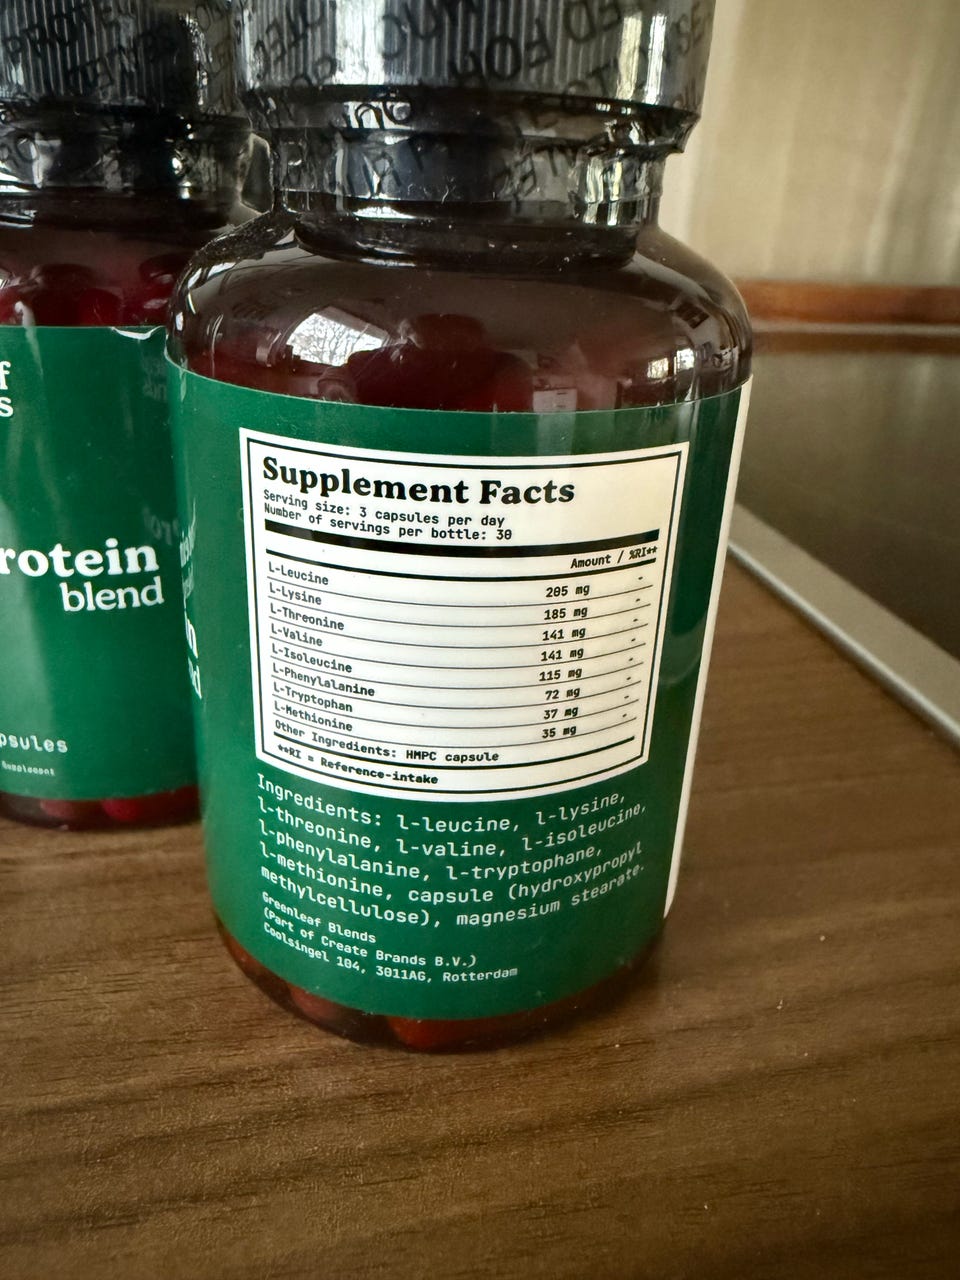 Supplement Facts
Serving size: 3 capsules per day
Number of servings per bottle: 30
Amount / %RI**
L-Leucine 205 mg -
L-Lysine 185 mg -
L-Threonine 141 mg -
L-Valine 141 mg -
L-Isoleucine 115 mg -
L-Phenylalanine 72 mg -
L-Tryptophan 37 mg -
L-Methionine 35 mg -
Other Ingredients: HMPC capsule
**RI = Reference-intake
Ingredients: l-leucine, l-lysine,
l-threonine, l-valine, l-isoleucine,
l-phenylalanine, l-tryptophane,
l-methionine, capsule (hydroxypropyl
methylcellulose), magnesium stearate.
Greenleaf Blends
(Part of Create Brands B.V.)
Coolsingel 104, 3011AG, Rotterdam
f
s
rotein
blend
psules
Supplement